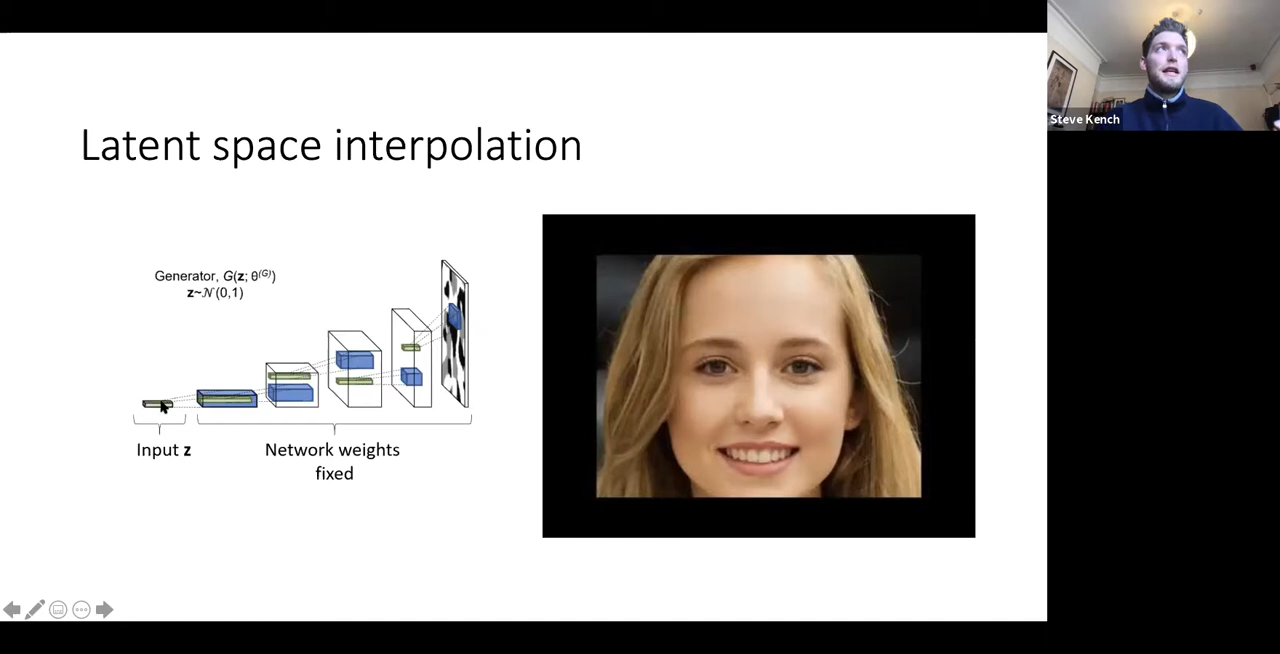 Latent space interpolation
Generator, G(z; θ(G))
z~𝒩(0,1)
Input z
Network weights
fixed
Steve Kench